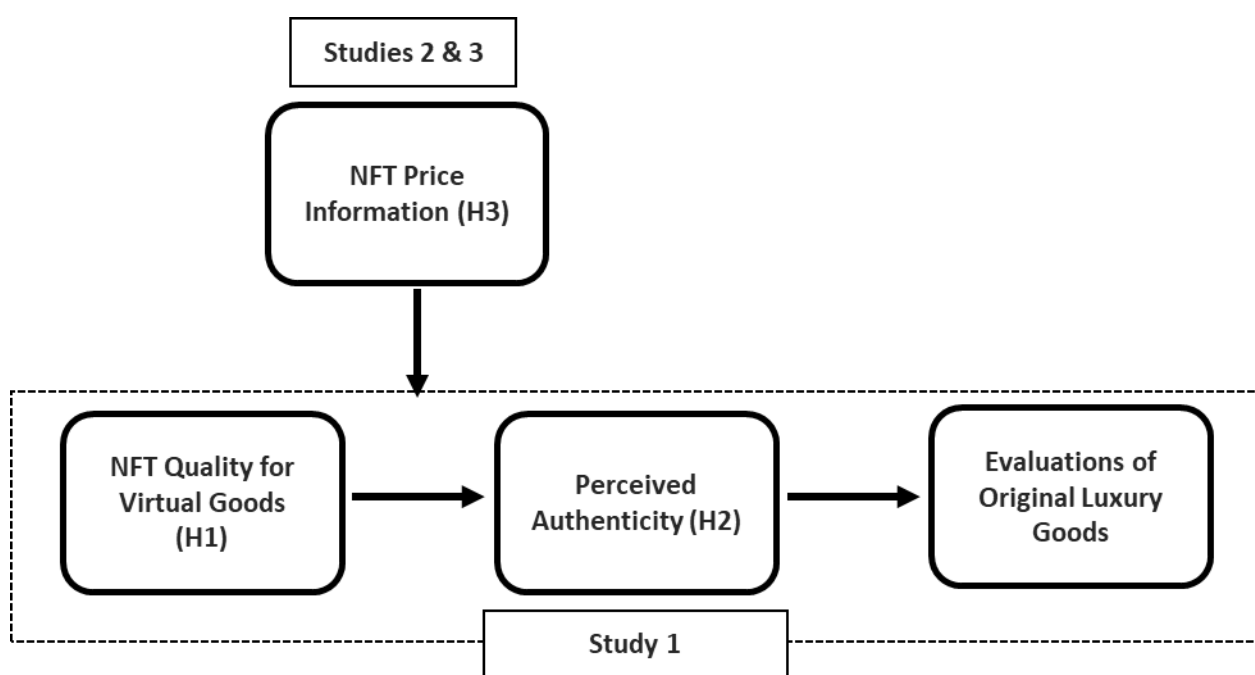 Studies 2 & 3
NFT Price
Information (H3)
NFT Quality for
Virtual Goods
(H1)
Perceived
Authenticity (H2)
Evaluations of
Original Luxury
Goods
Study 1